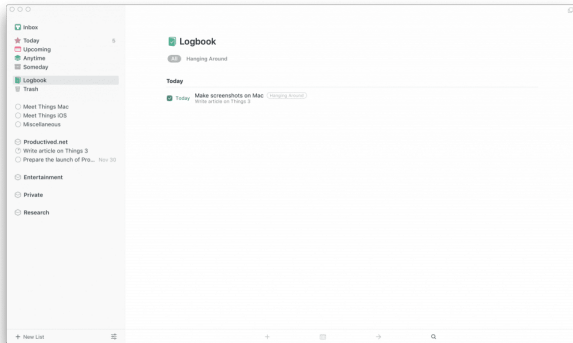 Inbox
Today 5
Upcoming
Anytime
Someday
Logbook
Trash
Meet Things Mac
Meet Things iOS
Miscellaneous
Productived.net
Write article on Things 3
Prepare the launch of Pro... Nov 30
Entertainment
Private
Research
+ New List
Logbook
All Hanging Around
Today
Today Make screenshots on Mac Hanging Around
Write article on Things 3